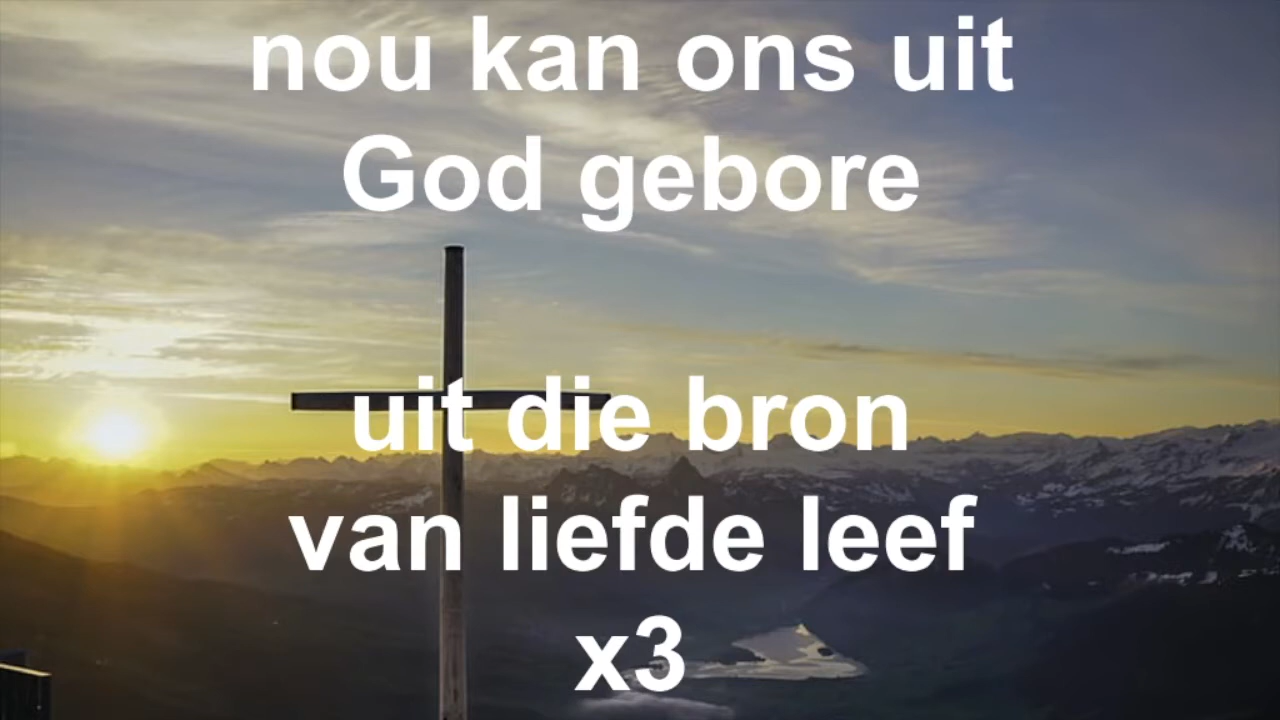 nou kan ons uit
God gebore
uit die bron
van liefde leef
x3